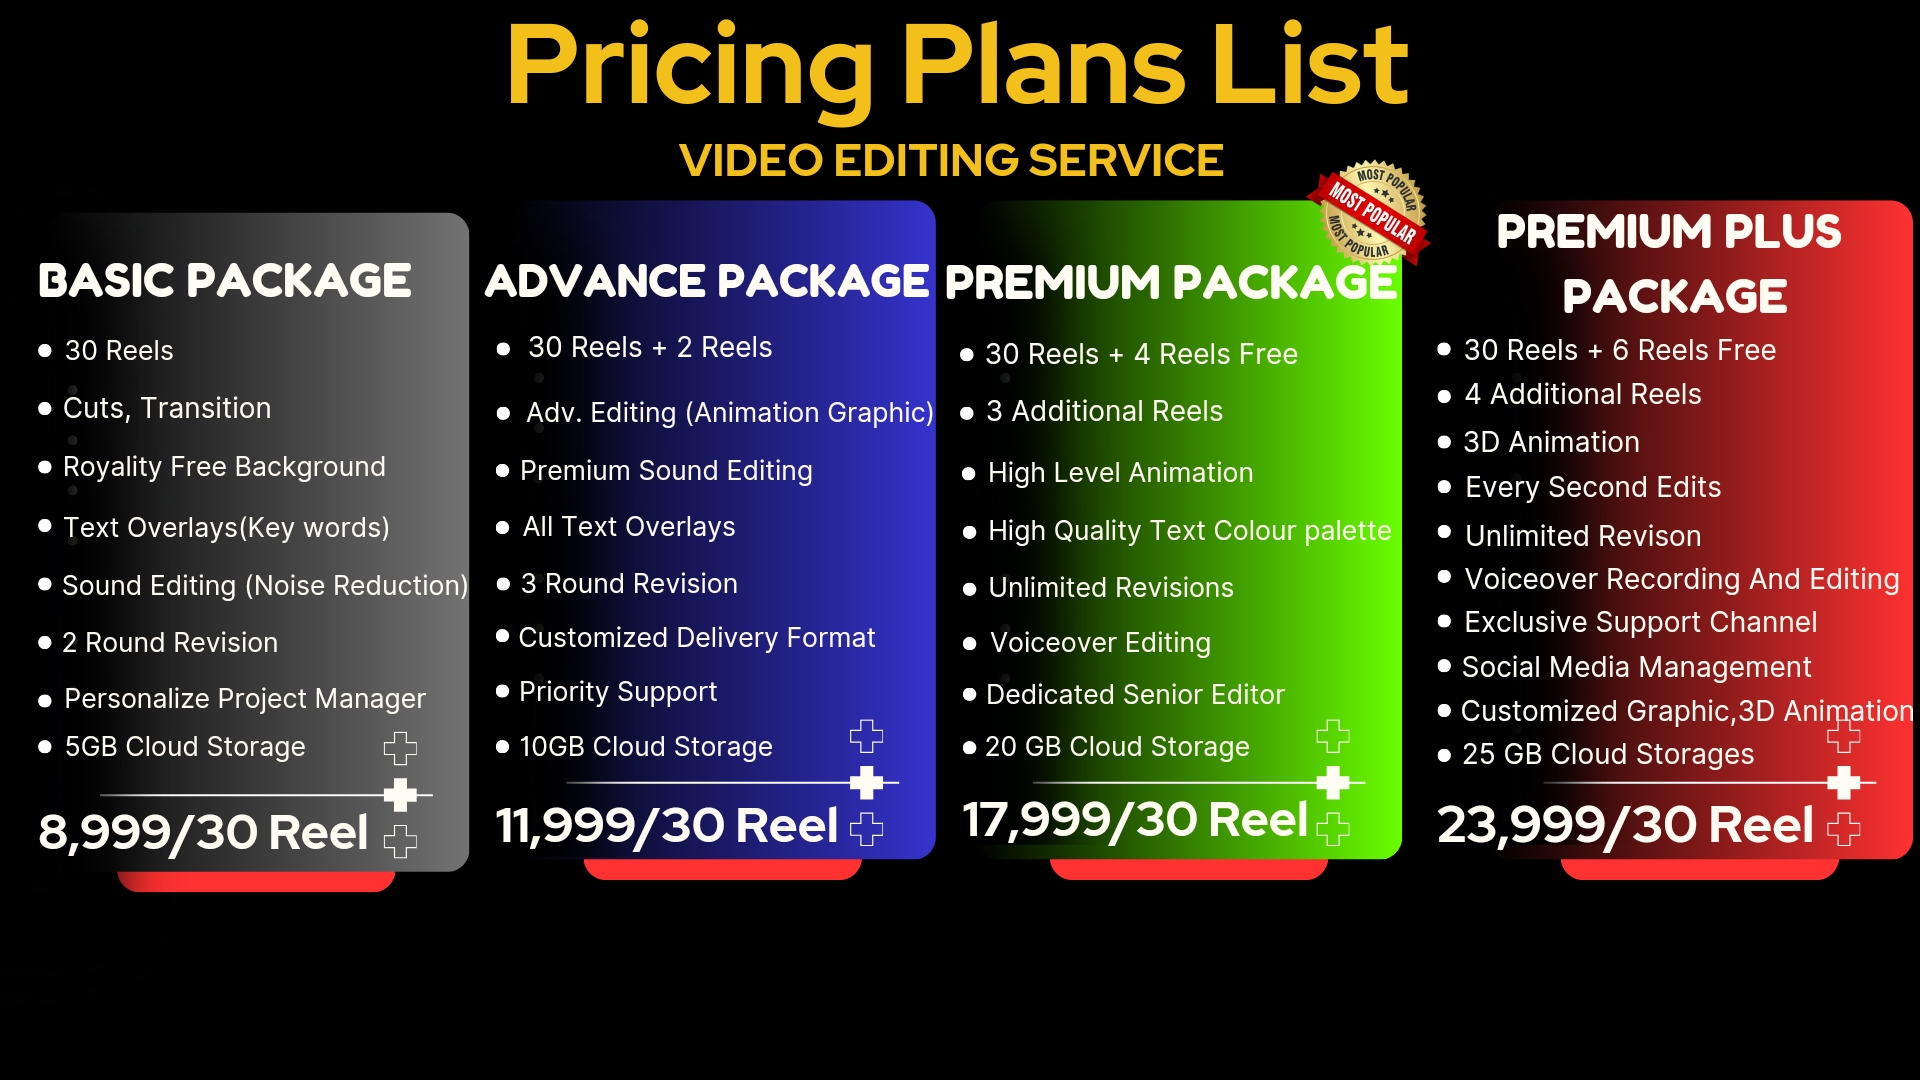 Pricing Plans List
VIDEO EDITING SERVICE
MOST POPULAR
MOST POPULAR
MOST POPULAR
BASIC PACKAGE
30 Reels
Cuts, Transition
Royality Free Background
Text Overlays(Key words)
Sound Editing (Noise Reduction)
2 Round Revision
Personalize Project Manager
5GB Cloud Storage
8,999/30 Reel
ADVANCE PACKAGE
30 Reels + 2 Reels
Adv. Editing (Animation Graphic)
Premium Sound Editing
All Text Overlays
3 Round Revision
Customized Delivery Format
Priority Support
10GB Cloud Storage
11,999/30 Reel
PREMIUM PACKAGE
30 Reels + 4 Reels Free
3 Additional Reels
High Level Animation
High Quality Text Colour palette
Unlimited Revisions
Voiceover Editing
Dedicated Senior Editor
20 GB Cloud Storage
17,999/30 Reel
PREMIUM PLUS
PACKAGE
30 Reels + 6 Reels Free
4 Additional Reels
3D Animation
Every Second Edits
Unlimited Revison
Voiceover Recording And Editing
Exclusive Support Channel
Social Media Management
Customized Graphic,3D Animation
25 GB Cloud Storages
23,999/30 Reel